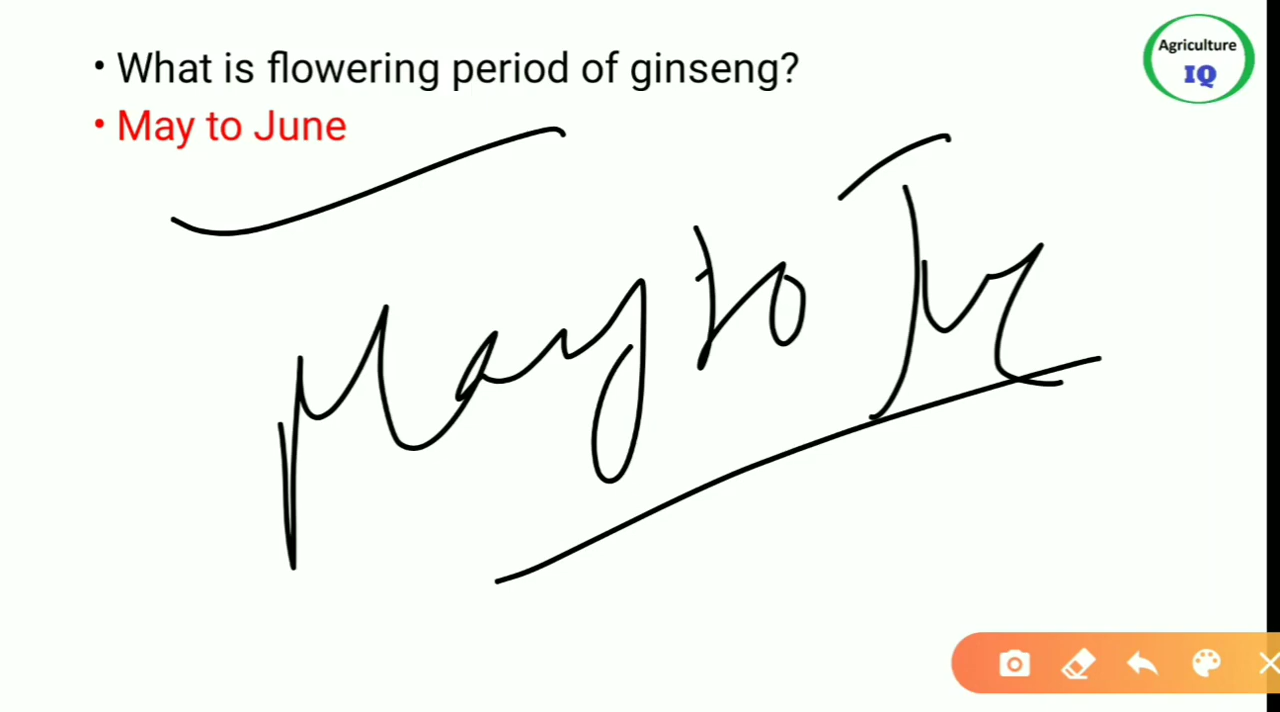 • What is flowering period of ginseng?
• May to June
Agriculture
IQ
May to